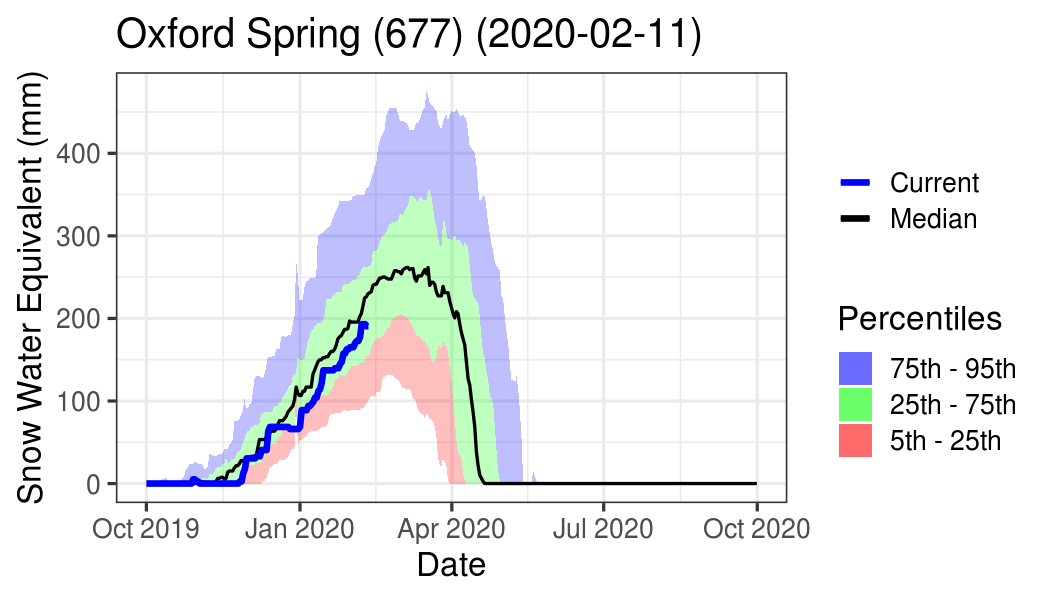 Oxford Spring (677) (2020-02-11)
Snow Water Equivalent (mm)
400
300
200
100
0
Oct 2019 Jan 2020 Apr 2020 Jul 2020 Oct 2020
Date
Current
Median
Percentiles
75th - 95th
25th - 75th
5th - 25th